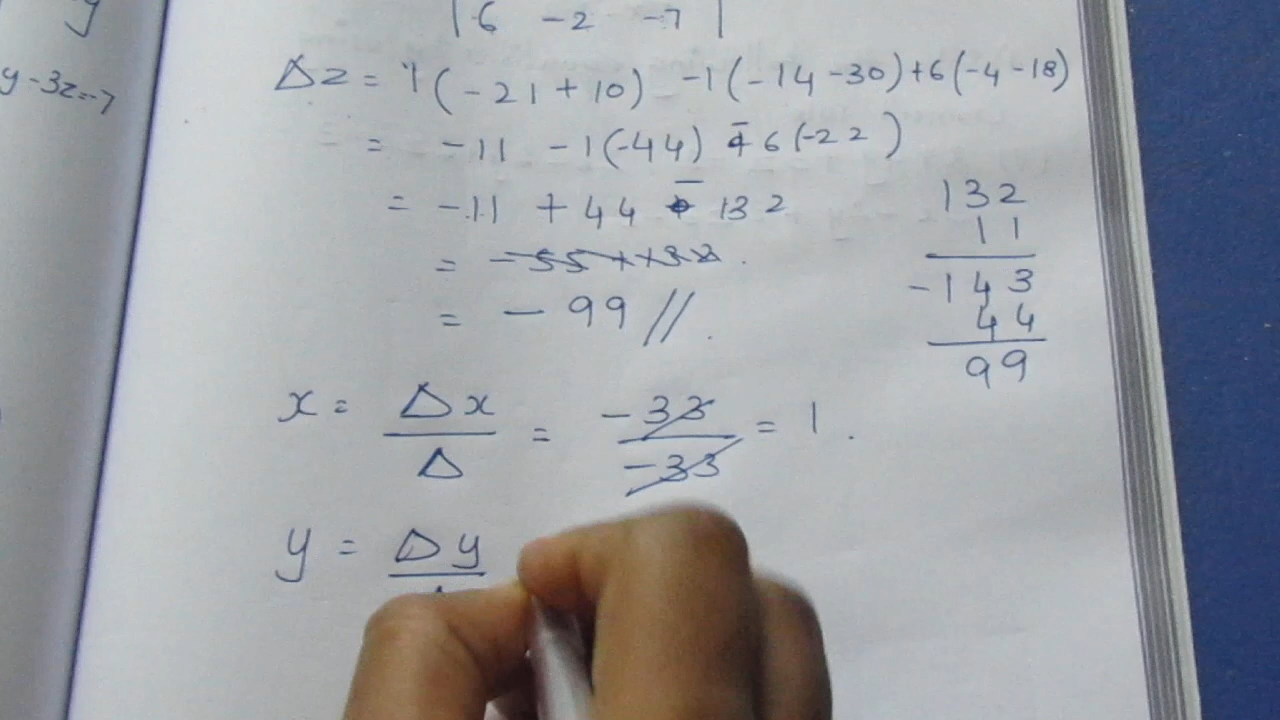 y
y-3z=-7
| 6 -2 -7 |
Δz = 1(-21+10) -1(-14-30)+6(-4-18)
= -11 -1(-44) + 6(-22)
= -11 + 44 - 132
= -55+132.
= -99 //.
132
11
-143
44
99
x = Δx/Δ = -33/-33 = 1.
y = Δy